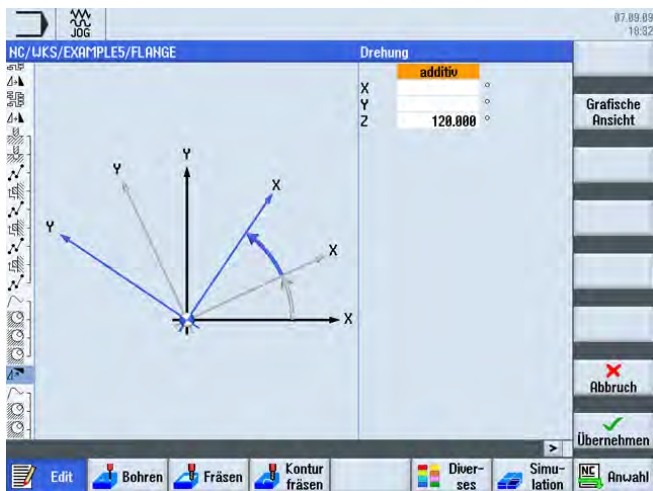 JOG
07.09.09
18:32
NC/WKS/EXAMPLE5/FLANGE
Drehung
additiv
X °
Y °
Z 120.000 °
Grafische
Ansicht
Y
Y
X
Y
X
X
Abbruch
Übernehmen
>
Edit
Bohren
Fräsen
Kontur
fräsen
Diver-
ses
Simu-
lation
NC
Anwahl